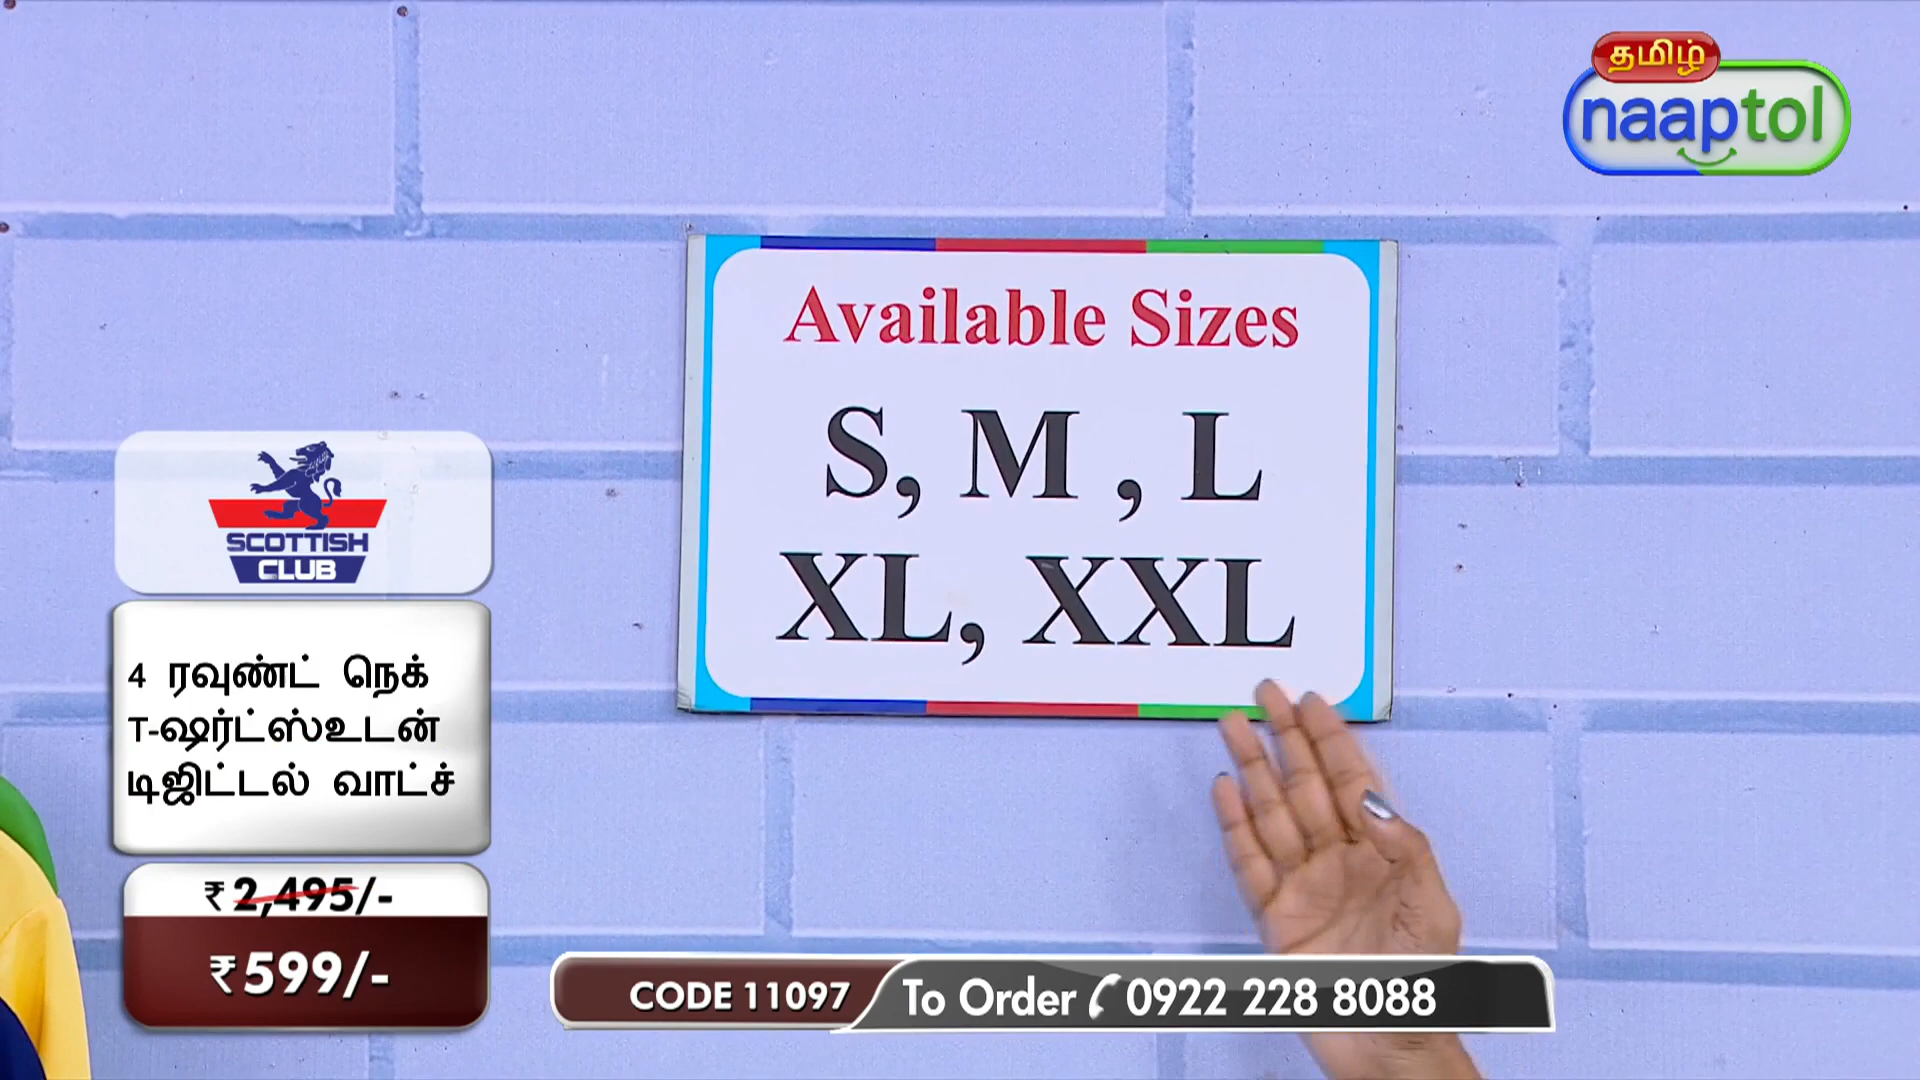 தமிழ்
naaptol
Available Sizes
S, M , L
XL, XXL
SCOTTISH
CLUB
4 ரவுண்ட் நெக்
T-ஷர்ட்ஸ்உடன்
டிஜிட்டல் வாட்ச்
₹2,495/-
₹599/-
CODE 11097 To Order 0922 228 8088